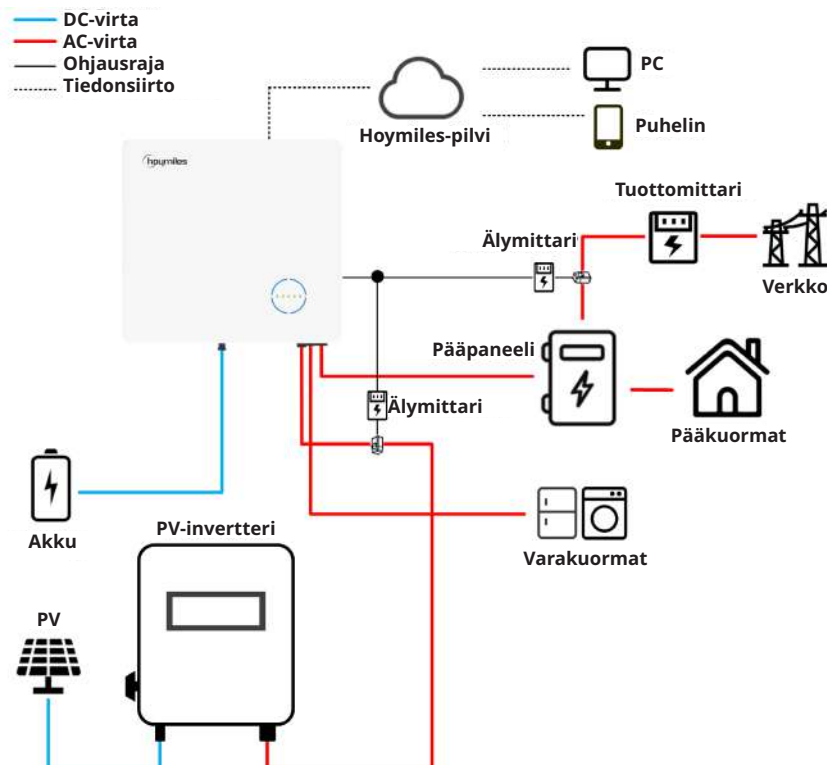 DC-virta
AC-virta
Ohjausraja
Tiedonsiirto
PC
Hoymiles-pilvi
Puhelin
hoymiles
Tuottomittari
Älymittari
Verkko
Pääpaneeli
Älymittari
Pääkuormat
Akku
PV-invertteri
Varakuormat
PV